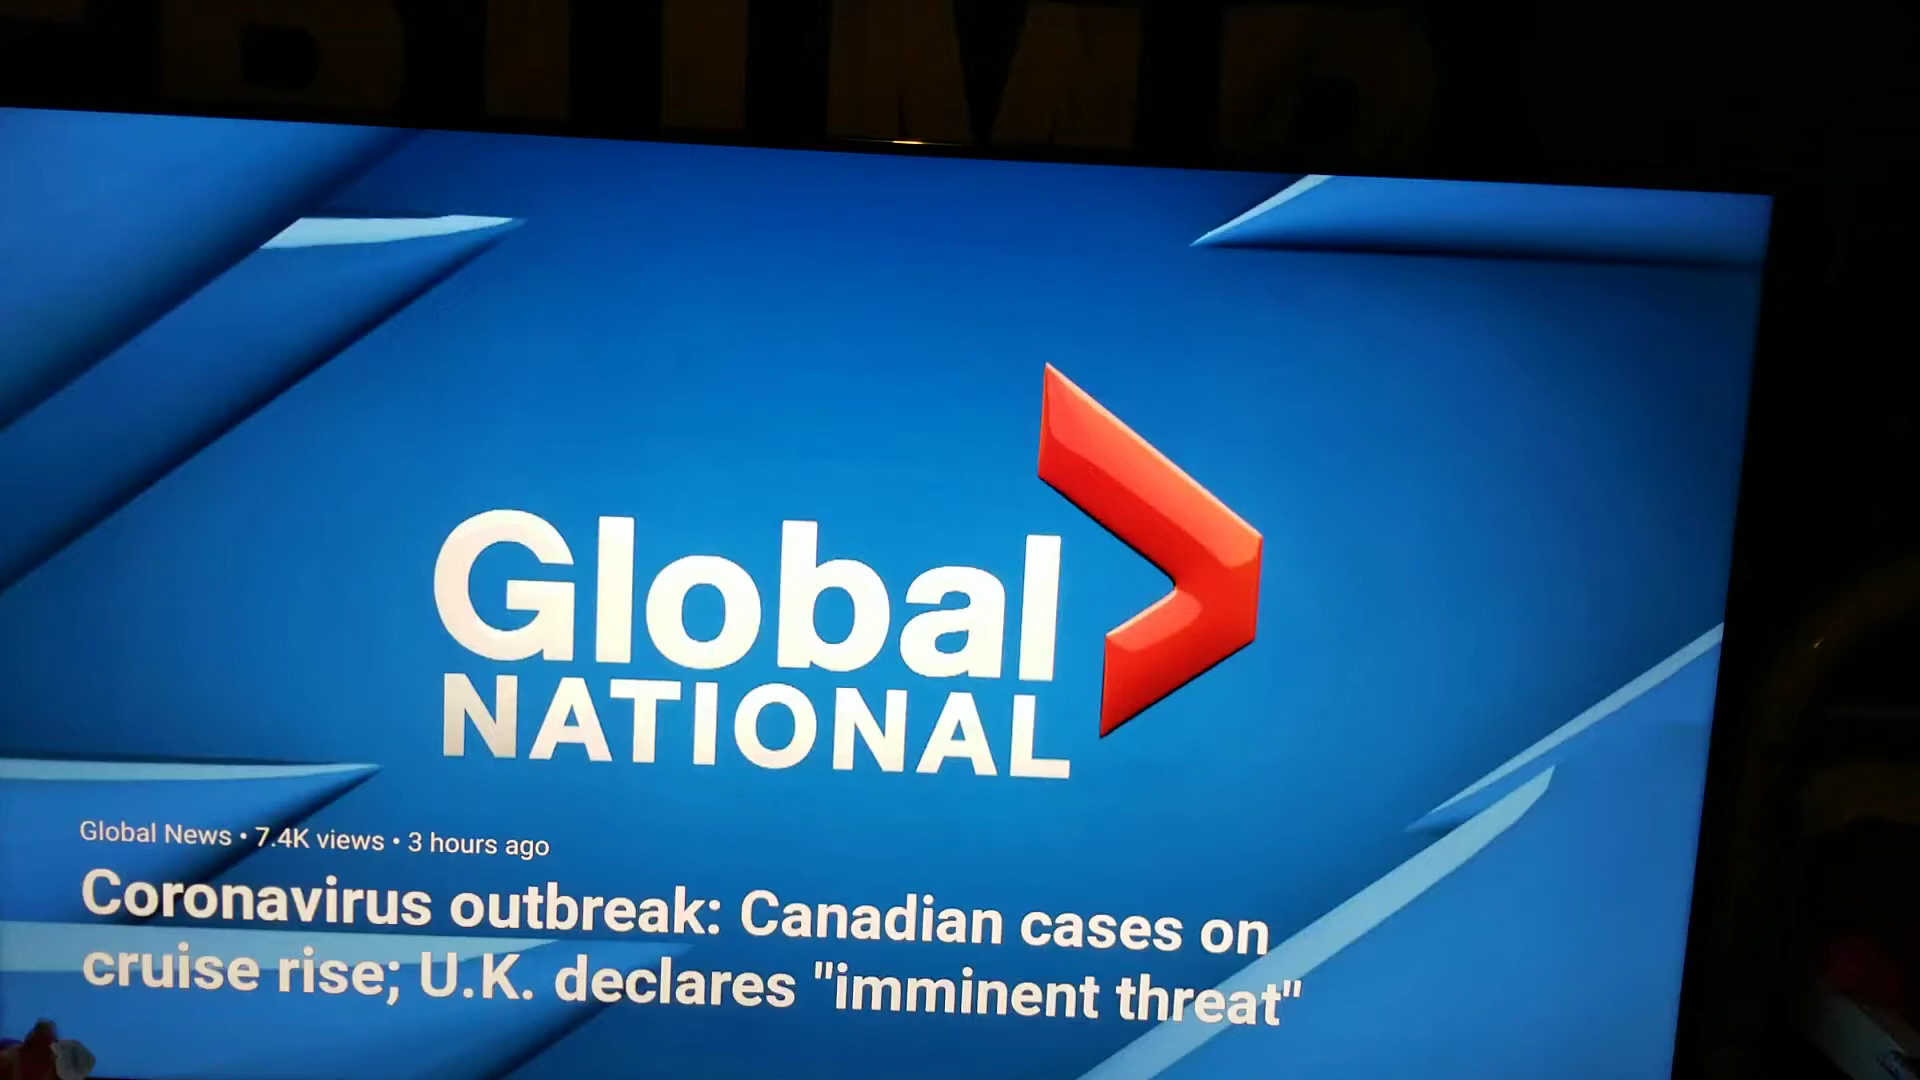 Global
NATIONAL
Global News • 7.4K views • 3 hours ago
Coronavirus outbreak: Canadian cases on
cruise rise; U.K. declares "imminent threat"